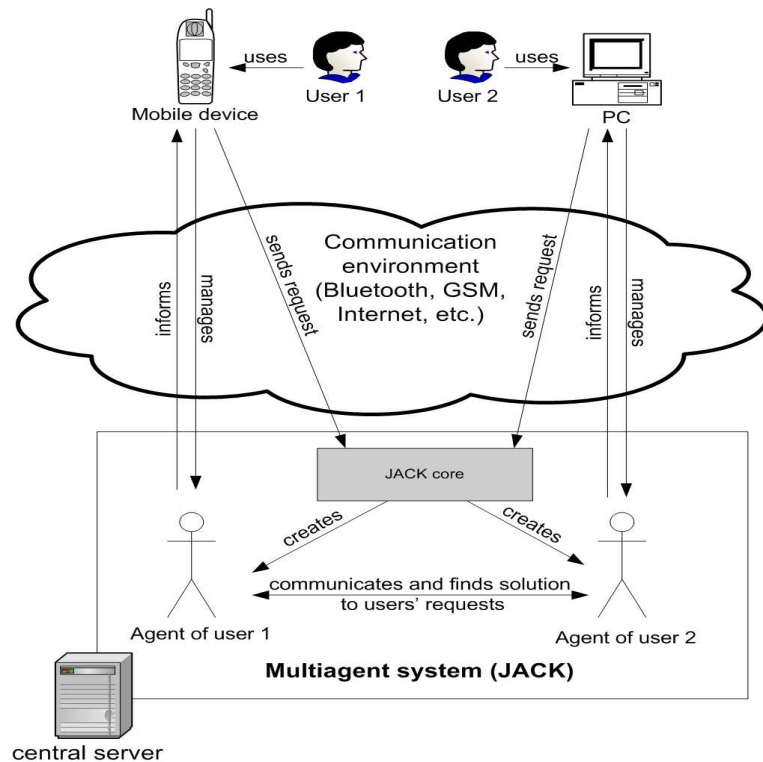 uses
uses
User 1
User 2
Mobile device
PC
Communication
environment
(Bluetooth, GSM,
Internet, etc.)
informs
manages
sends request
sends request
informs
manages
JACK core
creates
creates
communicates and finds solution
to users' requests
Agent of user 1
Agent of user 2
Multiagent system (JACK)
central server